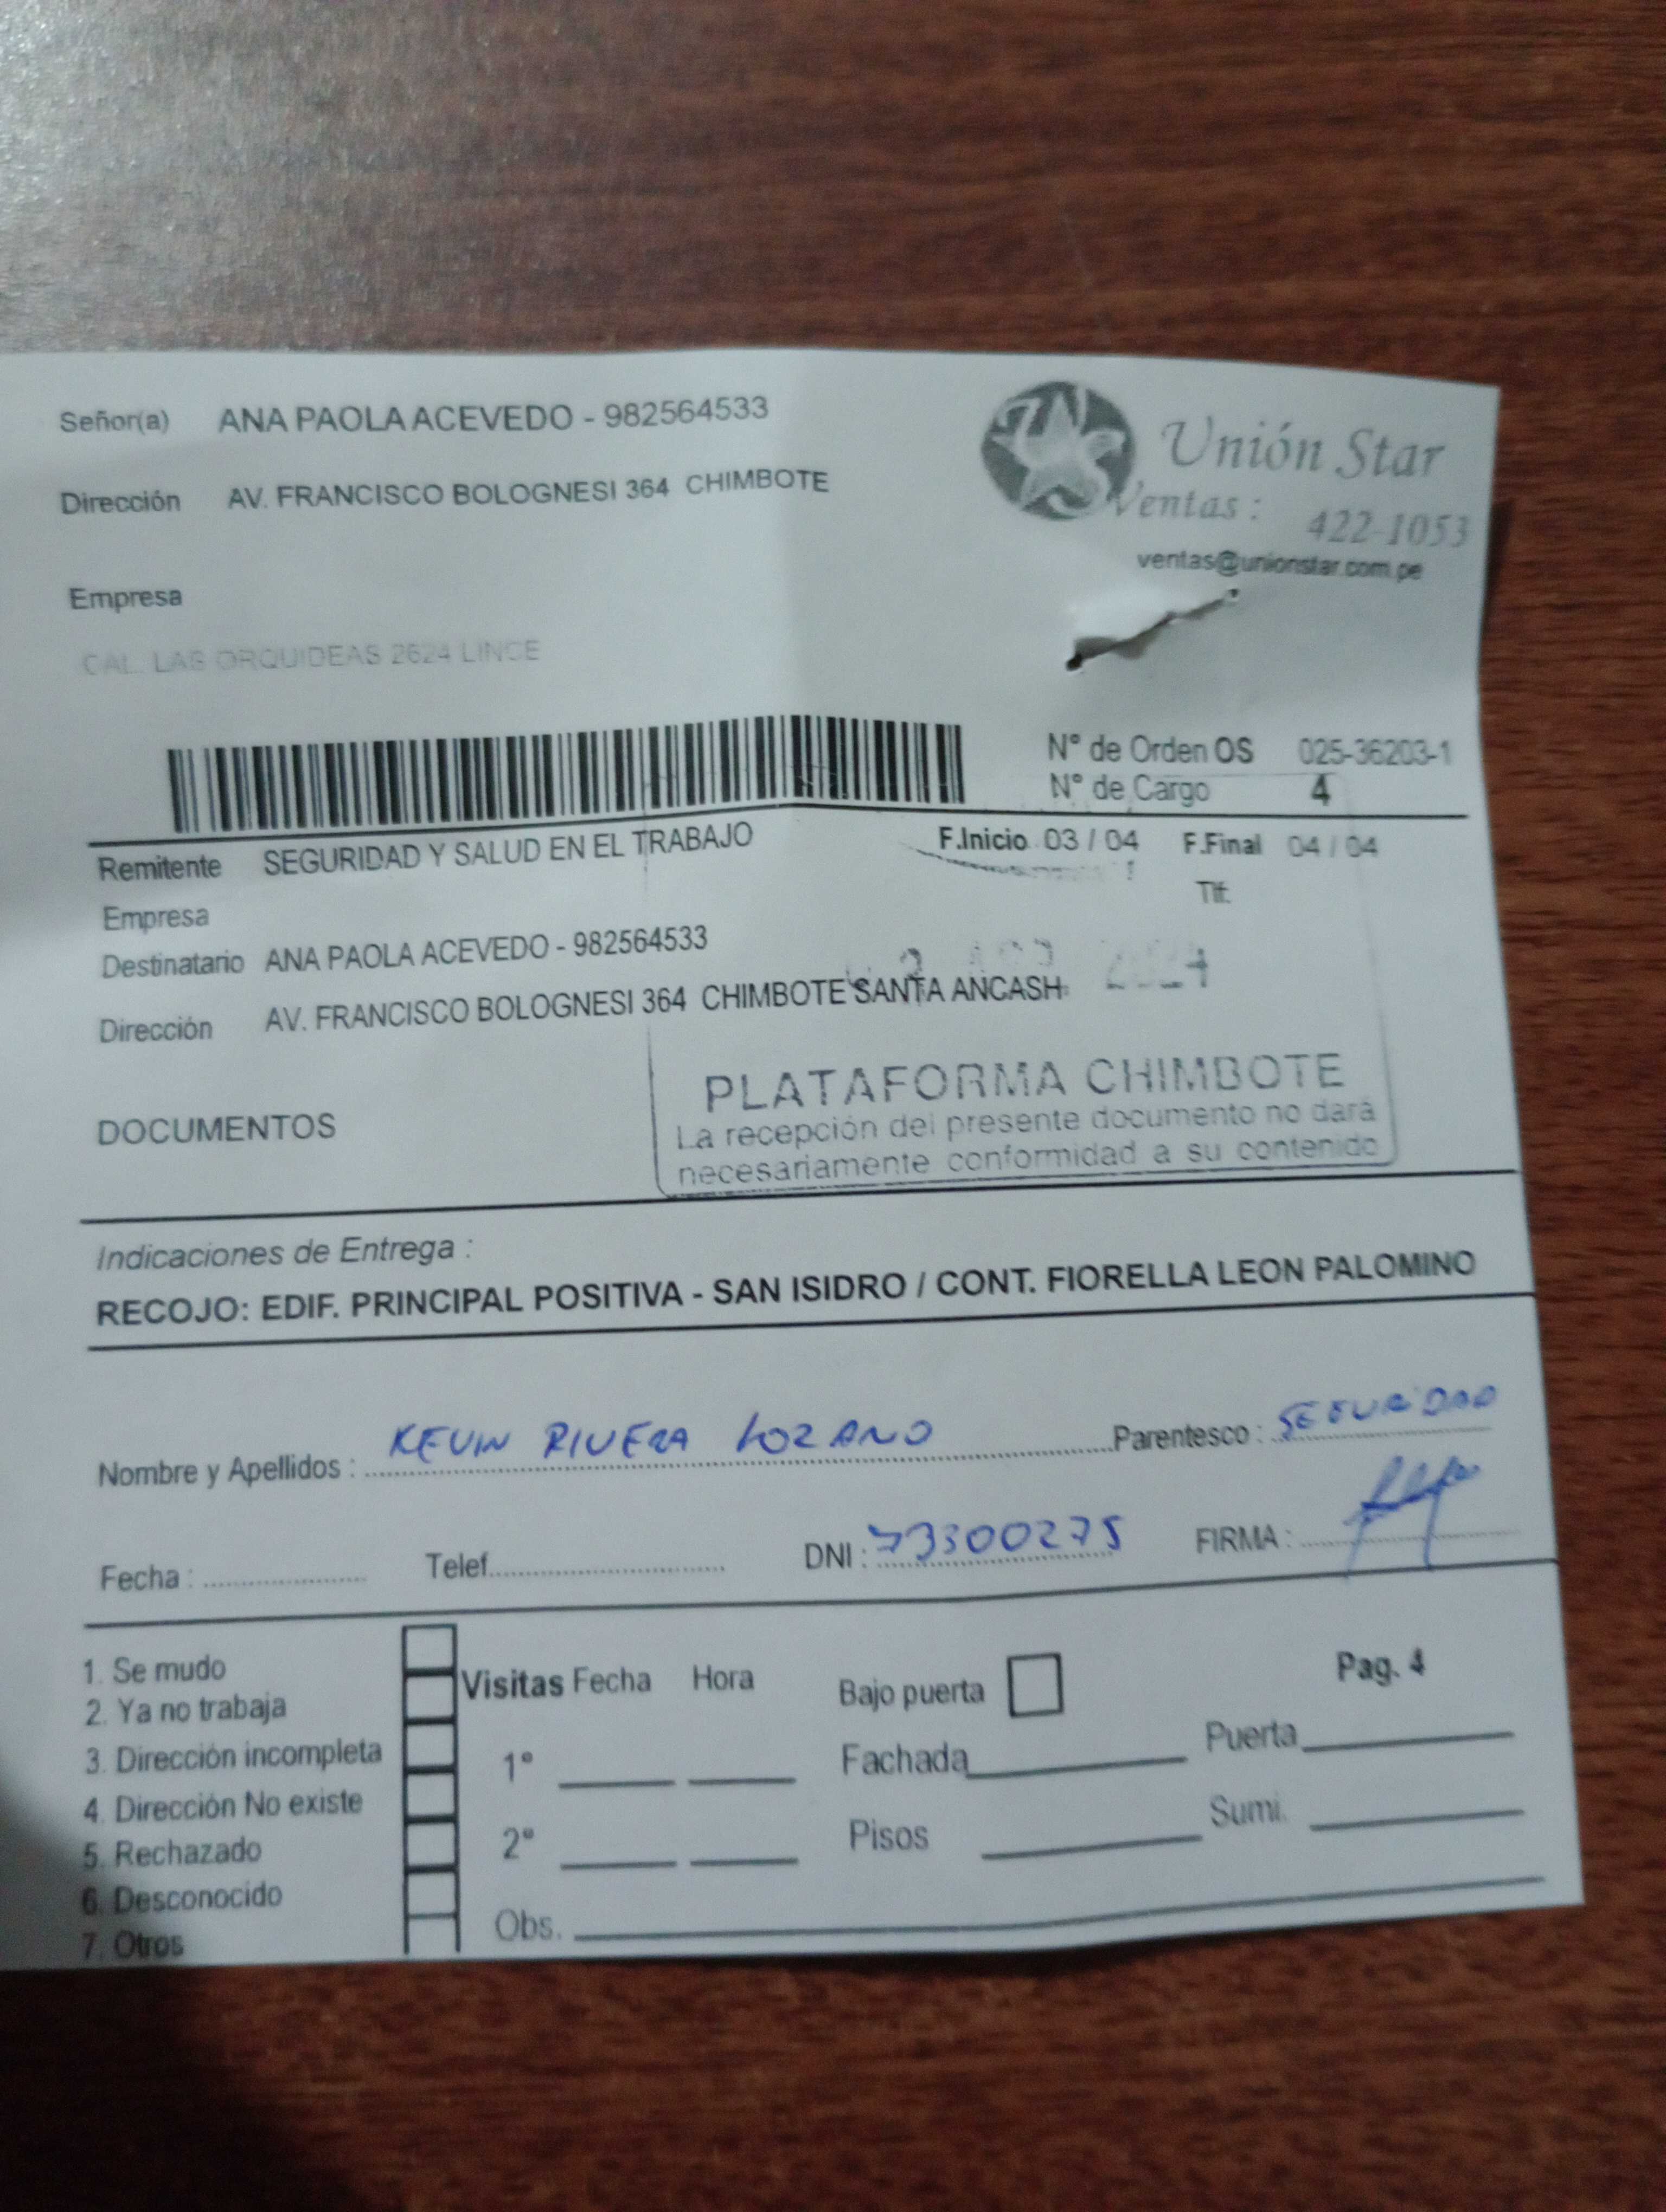 Señor(a) ANA PAOLA ACEVEDO - 982564533
Dirección AV. FRANCISCO BOLOGNESI 364 CHIMBOTE
Unión Star
Ventas : 422-1053
ventas@unionstar.com.pe
Empresa
CAL. LAS ORQUIDEAS 2624 LINCE
N° de Orden OS 025-36203-1
N° de Cargo 4
Remitente SEGURIDAD Y SALUD EN EL TRABAJO F.Inicio 03 / 04 F.Final 04 / 04
Empresa Tlf.
Destinatario ANA PAOLA ACEVEDO - 982564533
Dirección AV. FRANCISCO BOLOGNESI 364 CHIMBOTE SANTA ANCASH
DOCUMENTOS
PLATAFORMA CHIMBOTE
La recepción del presente documento no dará
necesariamente conformidad a su contenido
Indicaciones de Entrega :
RECOJO: EDIF. PRINCIPAL POSITIVA - SAN ISIDRO / CONT. FIORELLA LEON PALOMINO
Nombre y Apellidos : KEVIN RIVERA LOZANO Parentesco : SEGURIDAD
Fecha : Telef. DNI : 73300275 FIRMA :
1. Se mudo
2. Ya no trabaja
3. Dirección incompleta
4. Dirección No existe
5. Rechazado
6. Desconocido
7. Otros
Visitas Fecha Hora
1°
2°
Obs.
Bajo puerta Pag. 4
Fachada Puerta
Pisos Sumi.